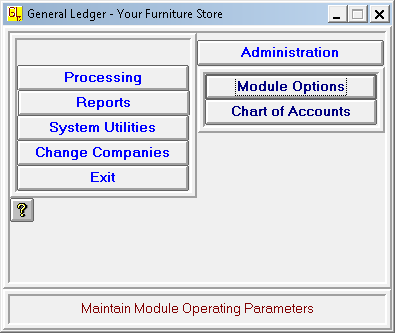 GL General Ledger - Your Furniture Store
Administration
Processing
Reports
System Utilities
Change Companies
Exit
Module Options
Chart of Accounts
?
Maintain Module Operating Parameters